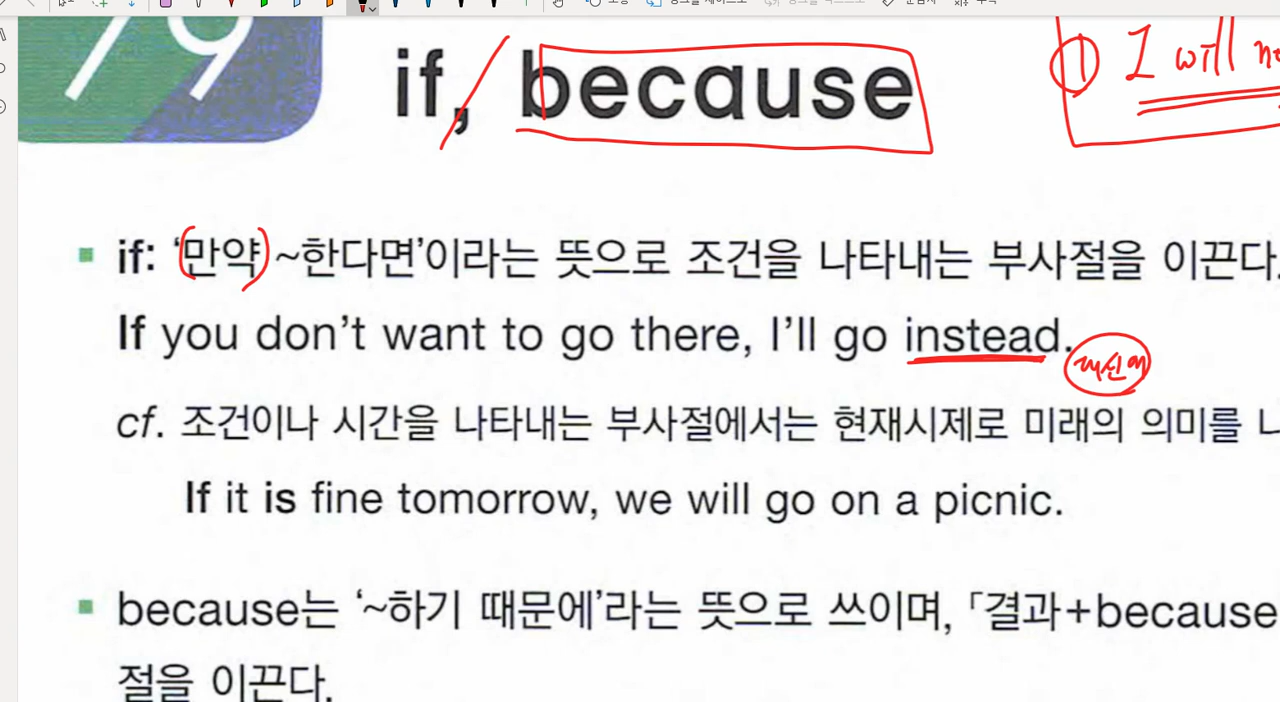 79
if, because
① I will
if: ‘만약 ~한다면’이라는 뜻으로 조건을 나타내는 부사절을 이끈다.
If you don’t want to go there, I’ll go instead.
대신에
cf. 조건이나 시간을 나타내는 부사절에서는 현재시제로 미래의 의미를
If it is fine tomorrow, we will go on a picnic.
because는 ‘~하기 때문에’라는 뜻으로 쓰이며, 「결과+because
절을 이끈다.